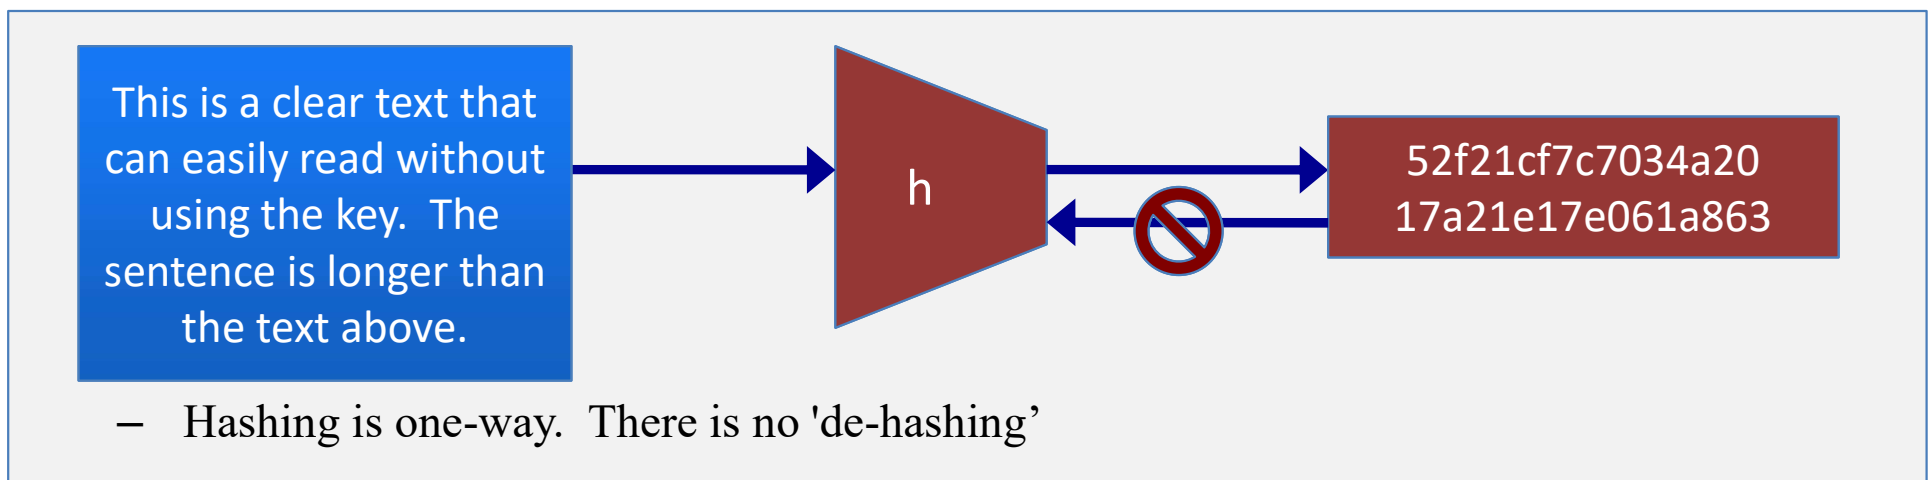 This is a clear text that
can easily read without
using the key.  The
sentence is longer than
the text above.
h
52f21cf7c7034a20
17a21e17e061a863
–   Hashing is one-way.  There is no 'de-hashing’